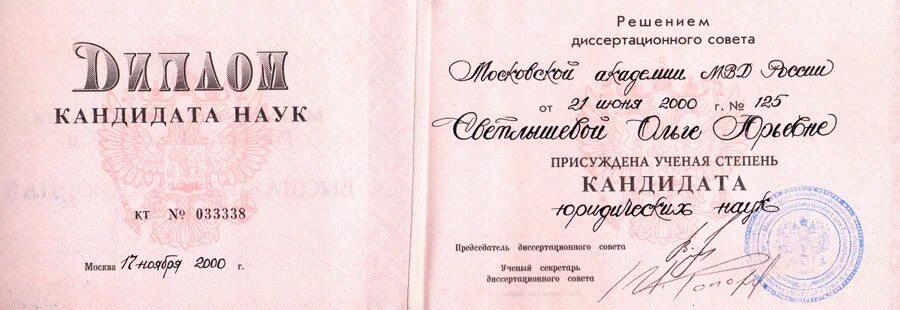 Диплом
КАНДИДАТА НАУК
КТ № 033338
Москва 17 ноября 2000 г.
Решением
диссертационного совета
Московской академии МВД России
от 21 июня 2000 г. № 125
Светлышевой Ольге Юрьевне
ПРИСУЖДЕНА УЧЕНАЯ СТЕПЕНЬ
КАНДИДАТА
юридических наук
Председатель диссертационного совета
Ученый секретарь
диссертационного совета